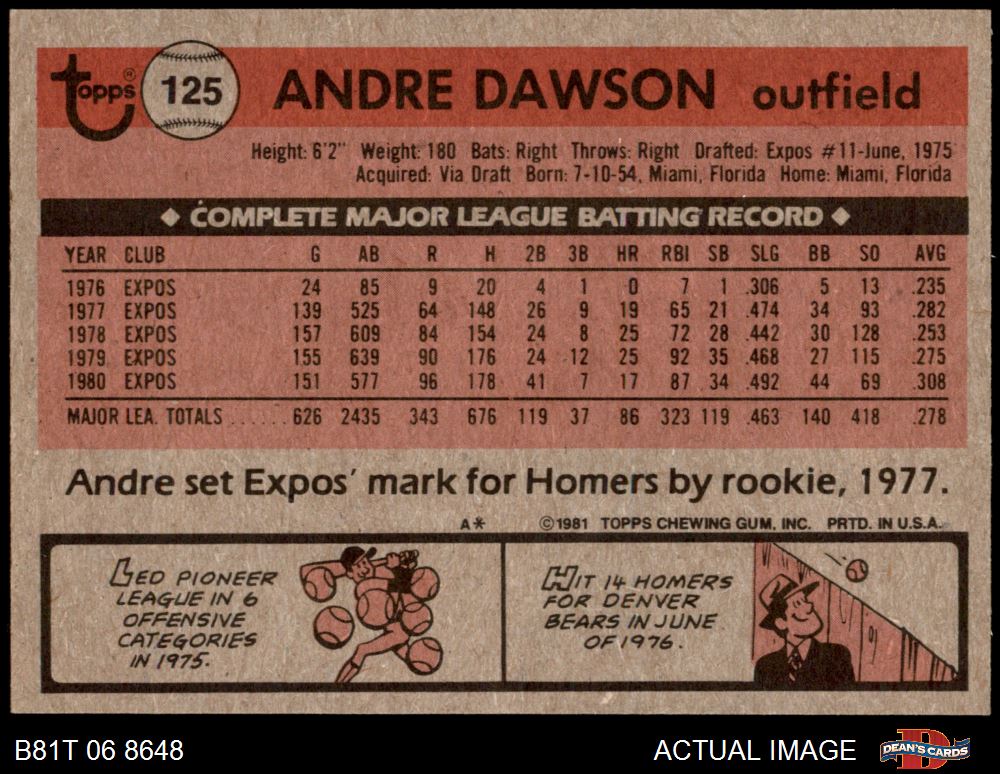 topps® 125 ANDRE DAWSON outfield
Height: 6'2" Weight: 180 Bats: Right Throws: Right Drafted: Expos #11-June, 1975
Acquired: Via Draft Born: 7-10-54, Miami, Florida Home: Miami, Florida
◆ COMPLETE MAJOR LEAGUE BATTING RECORD ◆
YEAR CLUB G AB R H 2B 3B HR RBI SB SLG BB SO AVG
1976 EXPOS 24 85 9 20 4 1 0 7 1 .306 5 13 .235
1977 EXPOS 139 525 64 148 26 9 19 65 21 .474 34 93 .282
1978 EXPOS 157 609 84 154 24 8 25 72 28 .442 30 128 .253
1979 EXPOS 155 639 90 176 24 12 25 92 35 .468 27 115 .275
1980 EXPOS 151 577 96 178 41 7 17 87 34 .492 44 69 .308
MAJOR LEA. TOTALS ...... 626 2435 343 676 119 37 86 323 119 .463 140 418 .278
Andre set Expos' mark for Homers by rookie, 1977.
A* ©1981 TOPPS CHEWING GUM, INC. PRTD. IN U.S.A.
LED PIONEER
LEAGUE IN 6
OFFENSIVE
CATEGORIES
IN 1975.
HIT 14 HOMERS
FOR DENVER
BEARS IN JUNE
OF 1976.
B81T 06 8648 ACTUAL IMAGE DEAN'S CARDS